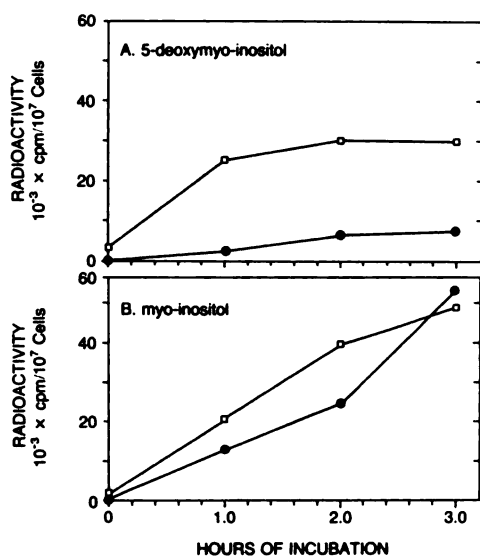 60
A. 5-deoxymyo-inositol
40
20
0
RADIOACTIVITY
10⁻³ × cpm/10⁷ Cells
60
B. myo-inositol
40
20
0
RADIOACTIVITY
10⁻³ × cpm/10⁷ Cells
0 1.0 2.0 3.0
HOURS OF INCUBATION